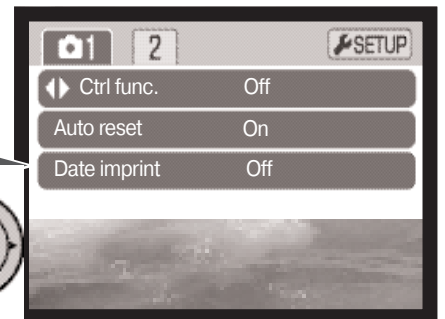 1 2 SETUP
Ctrl func. Off
Auto reset On
Date imprint Off